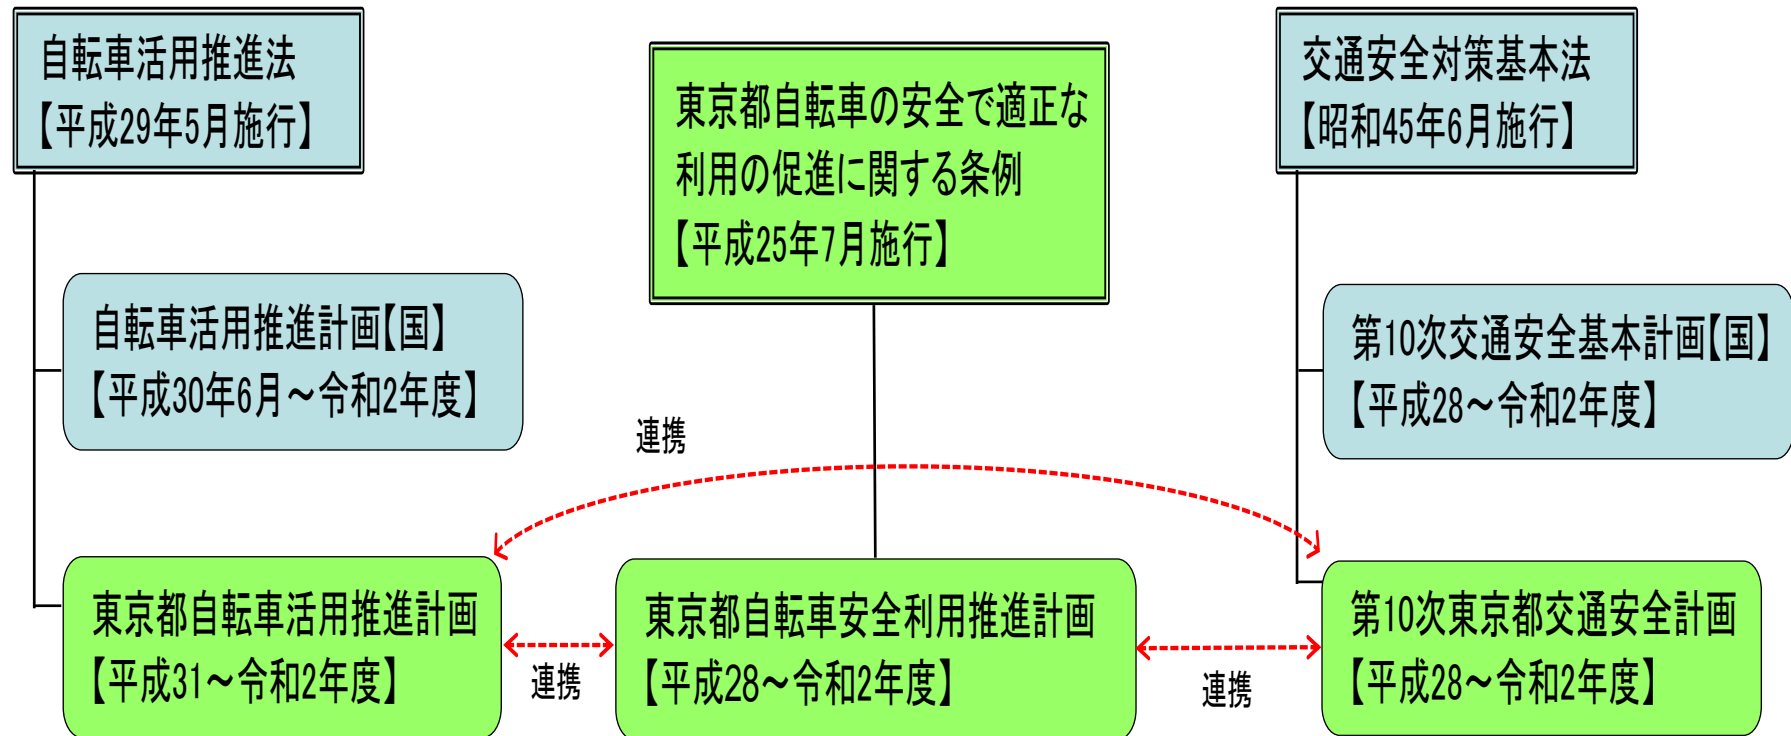 自転車活用推進法
【平成29年5月施行】
東京都自転車の安全で適正な
利用の促進に関する条例
【平成25年7月施行】
交通安全対策基本法
【昭和45年6月施行】
自転車活用推進計画【国】
【平成30年6月～令和2年度】
第10次交通安全基本計画【国】
【平成28～令和2年度】
連携
東京都自転車活用推進計画
【平成31～令和2年度】
連携
東京都自転車安全利用推進計画
【平成28～令和2年度】
連携
第10次東京都交通安全計画
【平成28～令和2年度】